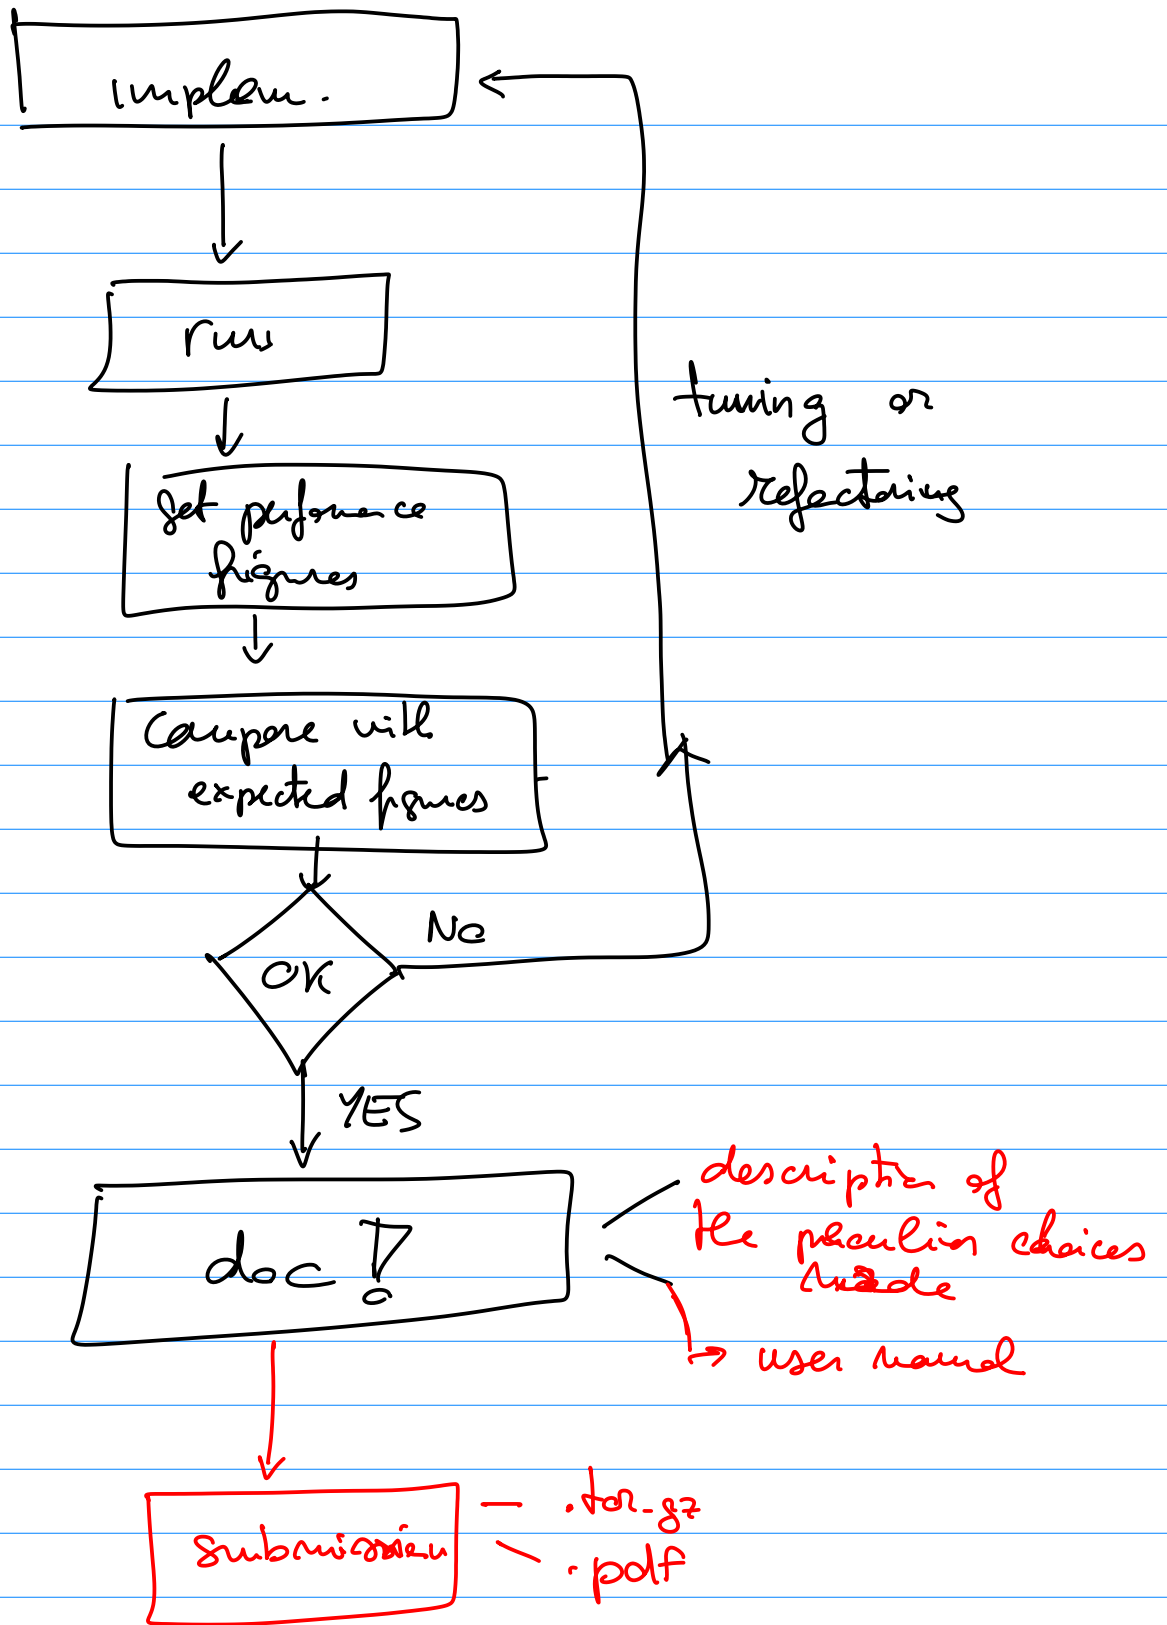 implem.
run
tuning or
refactoring
get performance
figures
Compare with
expected figures
No
OK
YES
description of
the peculiar choices
made
doc !
user manual
submission
.tar.gz
.pdf